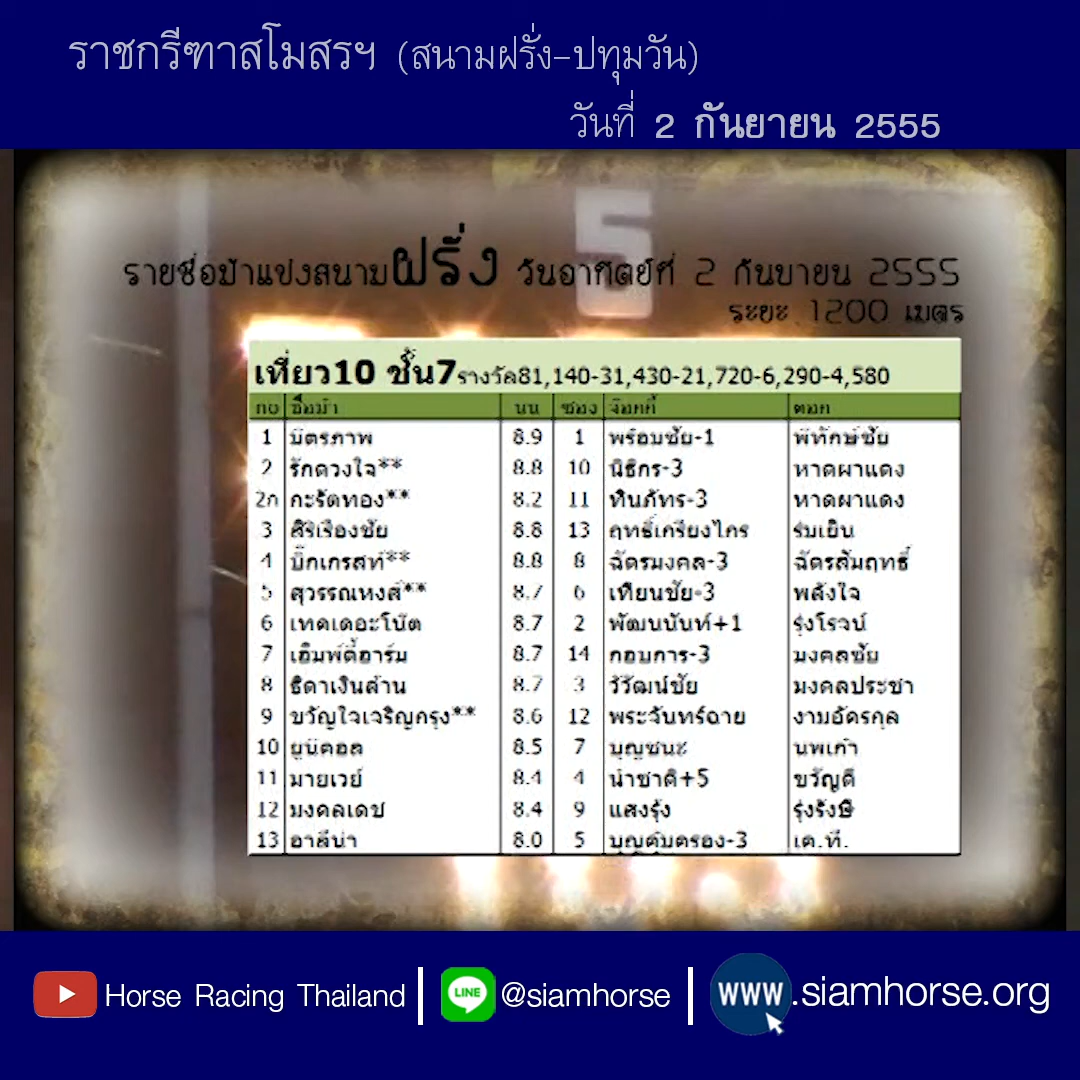 ราชกรีฑาสโมสรฯ (สนามฝรั่ง-ปทุมวัน)
วันที่ 2 กันยายน 2555
5
รายชื่อม้าแข่งสนามฝรั่ง วันอาทิตย์ที่ 2 กันยายน 2555
ระยะ 1200 เมตร
เที่ยว10 ชั้น7รางวัล81,140-31,430-21,720-6,290-4,580
no ชื่อม้า นน ซอง จ๊อกกี้ คอก
1 มิตรภาพ 8.9 1 พร้อมชัย-1 พิทักษ์ชัย
2 รักดวงใจ** 8.8 10 นิธิกร-3 หาดผาแดง
2ก กะรัตทอง** 8.2 11 ทินภัทร-3 หาดผาแดง
3 ศิริเรืองชัย 8.8 13 ฤทธิ์เกรียงไกร ร่มเย็น
4 บิ๊กเกรสท์** 8.8 8 ฉัตรมงคล-3 ฉัตรสัมฤทธิ์
5 สุวรรณหงส์** 8.7 6 เทียนชัย-3 พลังใจ
6 เทคเดอะโน๊ต 8.7 2 พัฒนนันท์+1 รุ่งโรจน์
7 เฮ็มพ์ตี้ฮาร์ม 8.7 14 กอบการ-3 มงคลชัย
8 ธิดาเงินล้าน 8.7 3 วิวัฒน์ชัย มงคลประชา
9 ขวัญใจเจริญกรุง** 8.6 12 พระจันทร์ฉาย งามอัครกุล
10 ยูนิคอล 8.5 7 บุญชนะ นพเก้า
11 มายเวย์ 8.4 4 นำชาติ+5 ขวัญดี
12 มงคลเดช 8.4 9 แสงรุ้ง รุ่งรังษี
13 อาลีน่า 8.0 5 บุญคุ้มครอง-3 เค.ที.
Horse Racing Thailand | LINE @siamhorse | www.siamhorse.org